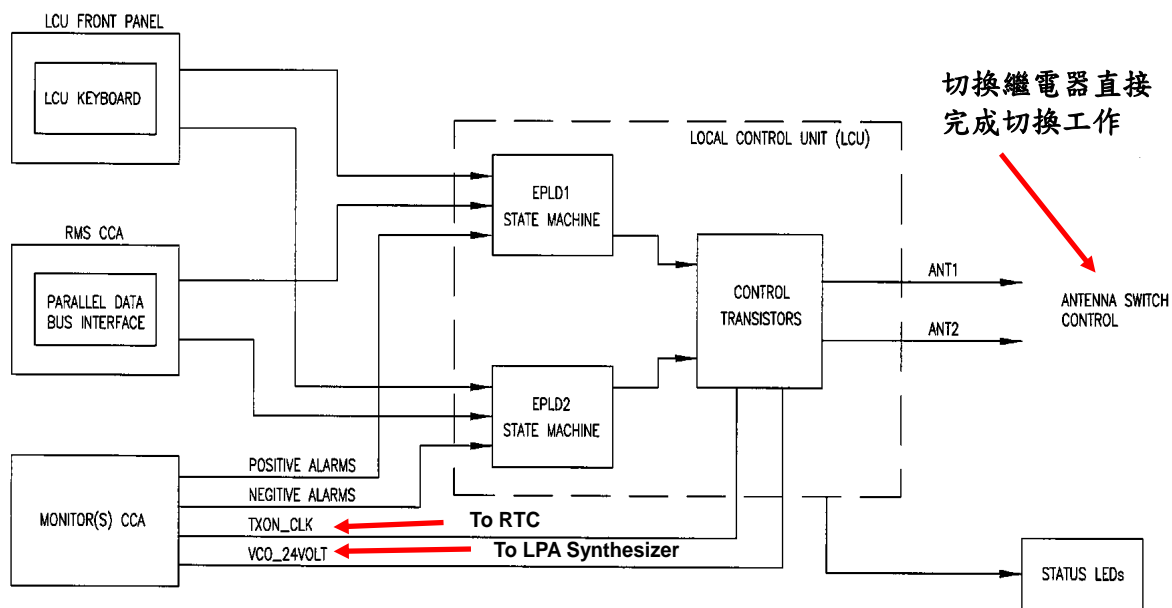 LCU FRONT PANEL
LCU KEYBOARD
RMS CCA
PARALLEL DATA
BUS INTERFACE
MONITOR(S) CCA
POSITIVE ALARMS
NEGITIVE ALARMS
TXON_CLK
VCO_24VOLT
To RTC
To LPA Synthesizer
LOCAL CONTROL UNIT (LCU)
EPLD1
STATE MACHINE
EPLD2
STATE MACHINE
CONTROL
TRANSISTORS
ANT1
ANT2
切換繼電器直接
完成切換工作
ANTENNA SWITCH
CONTROL
STATUS LEDs